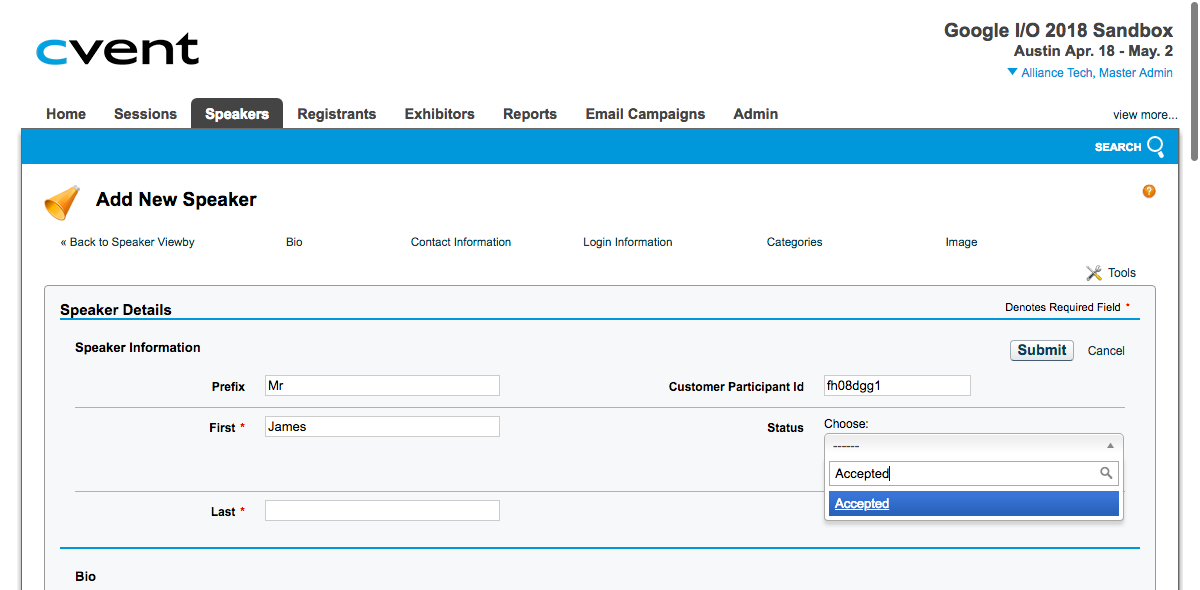 cvent
Google I/O 2018 Sandbox
Austin Apr. 18 - May. 2
▼ Alliance Tech, Master Admin
Home Sessions Speakers Registrants Exhibitors Reports Email Campaigns Admin view more...
SEARCH
Add New Speaker ?
« Back to Speaker Viewby Bio Contact Information Login Information Categories Image
Tools
Speaker Details Denotes Required Field *
Speaker Information Submit Cancel
Prefix Mr Customer Participant Id fh08dgg1
First * James Status Choose:
------
Accepted
Accepted
Last *
Bio